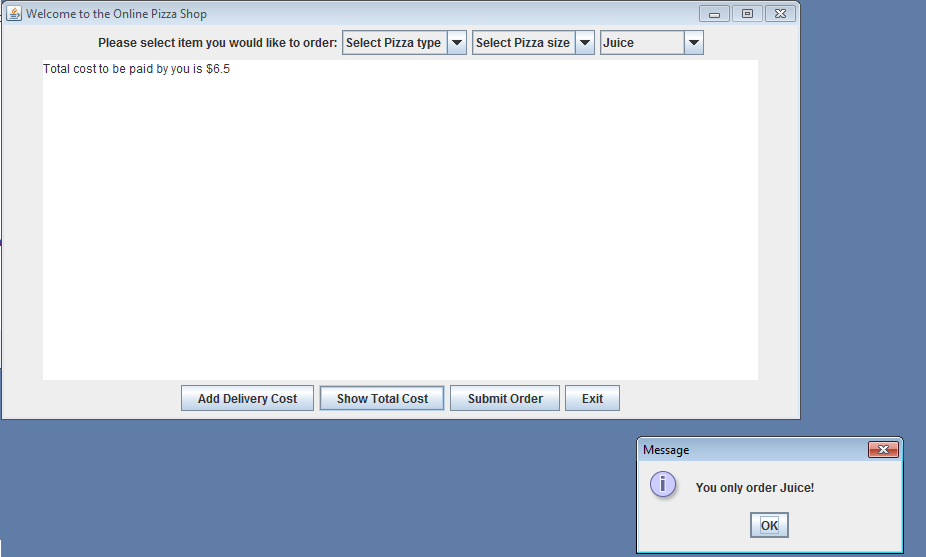 Welcome to the Online Pizza Shop
Please select item you would like to order: Select Pizza type Select Pizza size Juice
Total cost to be paid by you is $6.5
Add Delivery Cost Show Total Cost Submit Order Exit
Message
You only order Juice!
OK